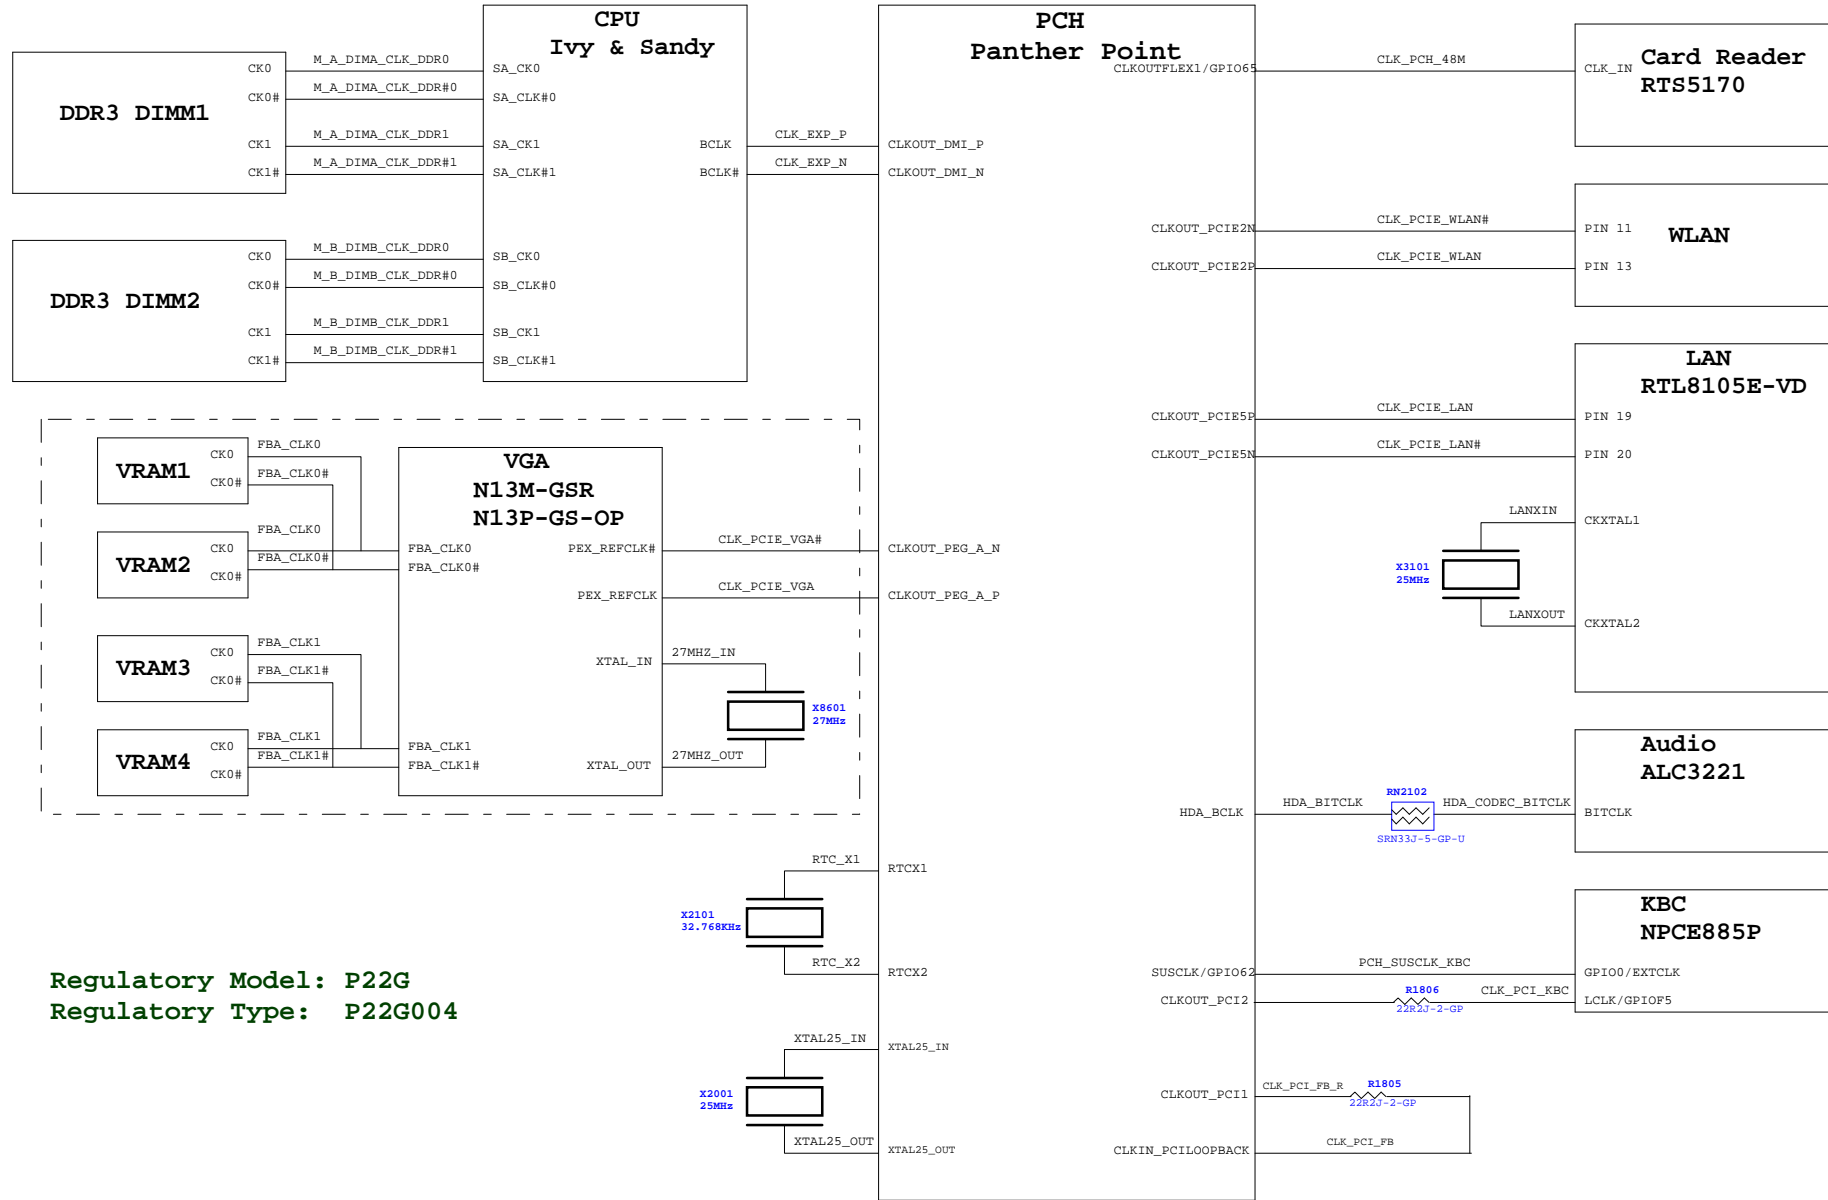 DDR3 DIMM1
CK0
CK0#
CK1
CK1#
M_A_DIMA_CLK_DDR0
M_A_DIMA_CLK_DDR#0
M_A_DIMA_CLK_DDR1
M_A_DIMA_CLK_DDR#1
DDR3 DIMM2
CK0
CK0#
CK1
CK1#
M_B_DIMB_CLK_DDR0
M_B_DIMB_CLK_DDR#0
M_B_DIMB_CLK_DDR1
M_B_DIMB_CLK_DDR#1
CPU
Ivy & Sandy
SA_CK0
SA_CLK#0
SA_CK1
SA_CLK#1
SB_CK0
SB_CLK#0
SB_CK1
SB_CLK#1
BCLK
BCLK#
CLK_EXP_P
CLK_EXP_N
VRAM1
CK0
CK0#
FBA_CLK0
FBA_CLK0#
VRAM2
CK0
CK0#
FBA_CLK0
FBA_CLK0#
VRAM3
CK0
CK0#
FBA_CLK1
FBA_CLK1#
VRAM4
CK0
CK0#
FBA_CLK1
FBA_CLK1#
VGA
N13M-GSR
N13P-GS-OP
FBA_CLK0
FBA_CLK0#
FBA_CLK1
FBA_CLK1#
PEX_REFCLK#
PEX_REFCLK
XTAL_IN
XTAL_OUT
CLK_PCIE_VGA#
CLK_PCIE_VGA
27MHZ_IN
X8601
27MHz
27MHZ_OUT
RTC_X1
X2101
32.768KHz
RTC_X2
XTAL25_IN
X2001
25MHz
XTAL25_OUT
Regulatory Model: P22G
Regulatory Type: P22G004
PCH
Panther Point
CLKOUT_DMI_P
CLKOUT_DMI_N
CLKOUT_PEG_A_N
CLKOUT_PEG_A_P
RTCX1
RTCX2
XTAL25_IN
XTAL25_OUT
CLKOUTFLEX1/GPIO65
CLKOUT_PCIE2N
CLKOUT_PCIE2P
CLKOUT_PCIE5P
CLKOUT_PCIE5N
HDA_BCLK
SUSCLK/GPIO62
CLKOUT_PCI2
CLKOUT_PCI1
CLKIN_PCILOOPBACK
CLK_PCH_48M
CLK_IN
Card Reader
RTS5170
CLK_PCIE_WLAN#
CLK_PCIE_WLAN
PIN 11
PIN 13
WLAN
LAN
RTL8105E-VD
CLK_PCIE_LAN
CLK_PCIE_LAN#
PIN 19
PIN 20
LANXIN
CKXTAL1
X3101
25MHz
LANXOUT
CKXTAL2
Audio
ALC3221
HDA_BITCLK
RN2102
SRN33J-5-GP-U
HDA_CODEC_BITCLK
BITCLK
KBC
NPCE885P
PCH_SUSCLK_KBC
GPIO0/EXTCLK
R1806
22R2J-2-GP
CLK_PCI_KBC
LCLK/GPIOF5
CLK_PCI_FB_R
R1805
22R2J-2-GP
CLK_PCI_FB